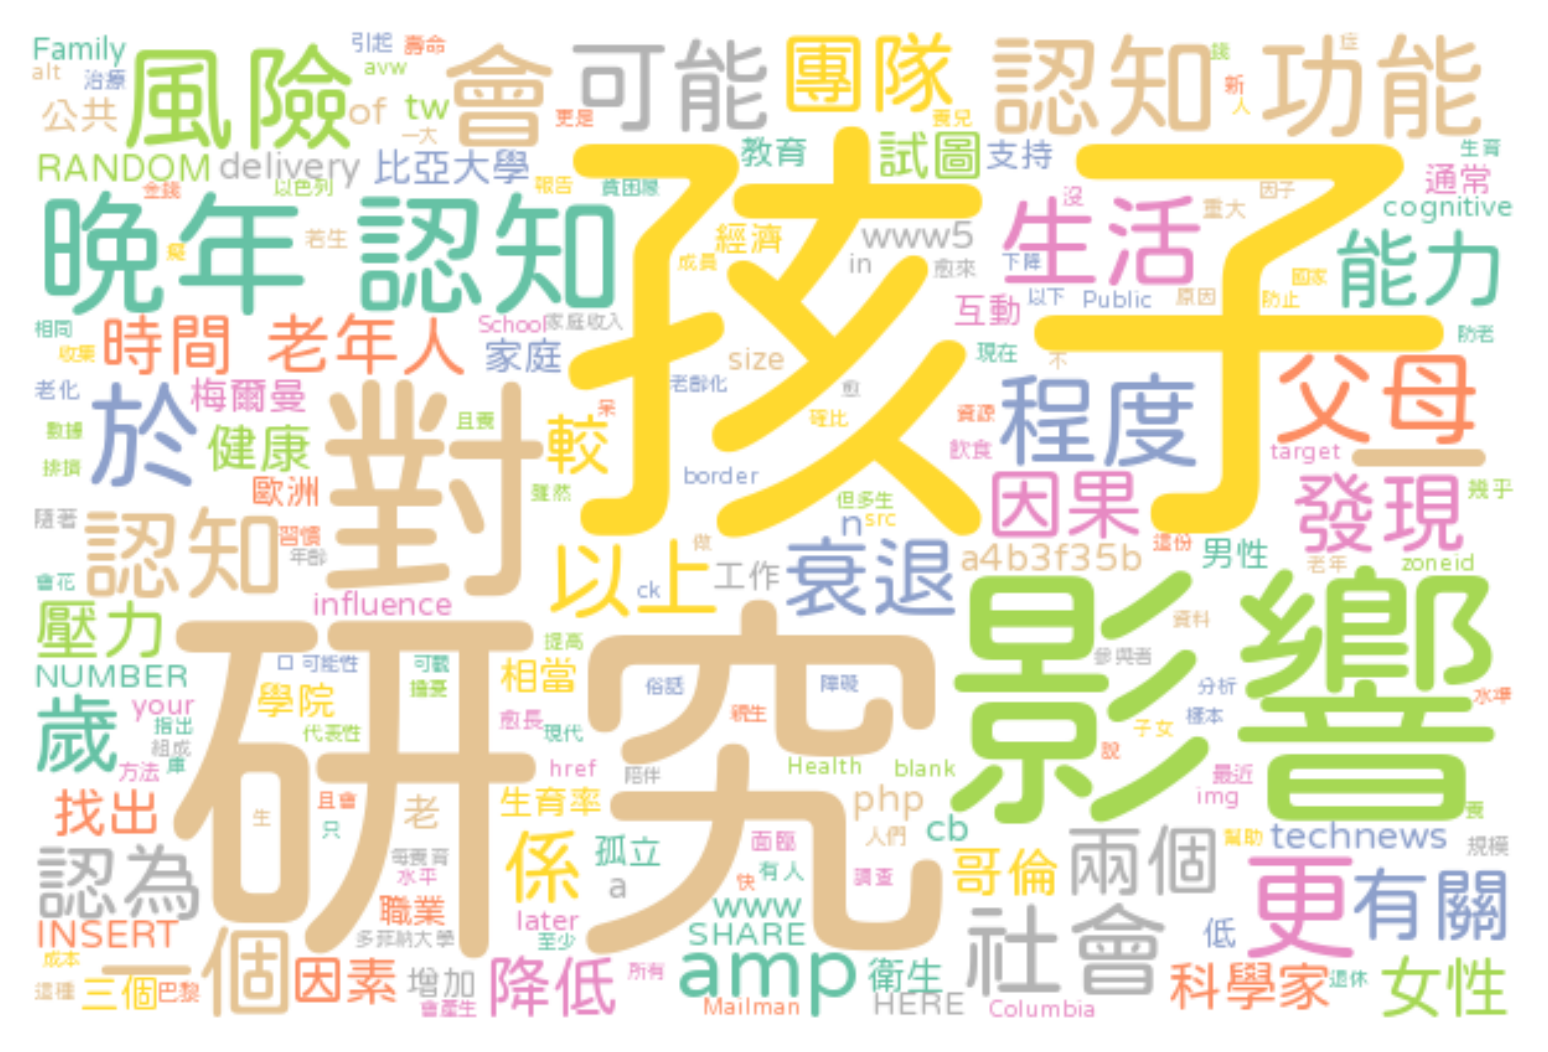 Family
引起
壽命
alt
治療
avw
風險
會
可能
團隊
認知功能
症
錢
新
人
公共
of
tw
一大
更是
養兒
RANDOM
delivery
比亞大學
教育
試圖
支持
生育
金錢
以色列
報告
貧困線
孩子
通常
cognitive
晚年
認知
若生
癡
經濟
成員
www5
in
愈來
沒
生活
重大
因子
下降
能力
國家
相同
收集
時間
老年人
School
家庭收入
家庭
size
互動
以下
Public
原因
防止
防老
現在
不
老化
於
梅爾曼
對
且養
較
呆
老齡化
愈
確比
資源
程度
父母
一
數據
健康
排擠
歐洲
雖然
border
飲食
target
但多生
因果
發現
幾乎
隨著
認知
習慣
年齡
n
src
做
以上
ck
工作
衰退
a4b3f35b
這份
男性
老年
zoneid
會花
壓力
influence
研究
提高
影響
資料
參與者
NUMBER
口
可能性
可觀
擔憂
相當
俗話
障礙
分析
樣本
水準
歲
your
學院
指出
代表性
愈長
現代
親生
子女
說
組成
方法
庫
href
陪伴
Health
blank
最近
img
找出
且會
只
生
老
生育率
php
人們
cb
養
technews
幫助
規模
認為
每養育
水平
係
孤立
a
面臨
有人
快
調查
哥倫
兩個
更
有關
INSERT
職業
later
www
SHARE
至少
多菲納大學
社會
低
成本
一個
這種
三個
巴黎
因素
增加
會產生
降低
所有
amp
衛生
Mailman
HERE
Columbia
科學家
退休
女性